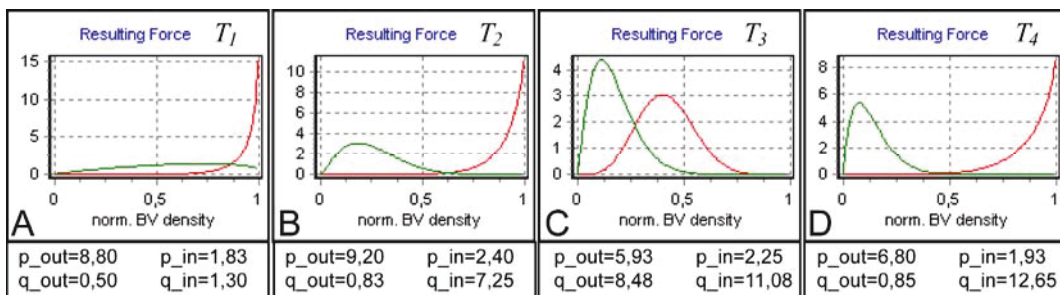 Resulting Force T1
15
10
5
0
0 0,5 1
norm. BV density
A
p_out=8,80 p_in=1,83
q_out=0,50 q_in=1,30
Resulting Force T2
10
8
6
4
2
0
0 0,5 1
norm. BV density
B
p_out=9,20 p_in=2,40
q_out=0,83 q_in=7,25
Resulting Force T3
4
3
2
1
0
0 0,5 1
norm. BV density
C
p_out=5,93 p_in=2,25
q_out=8,48 q_in=11,08
Resulting Force T4
8
6
4
2
0
0 0,5 1
norm. BV density
D
p_out=6,80 p_in=1,93
q_out=0,85 q_in=12,65